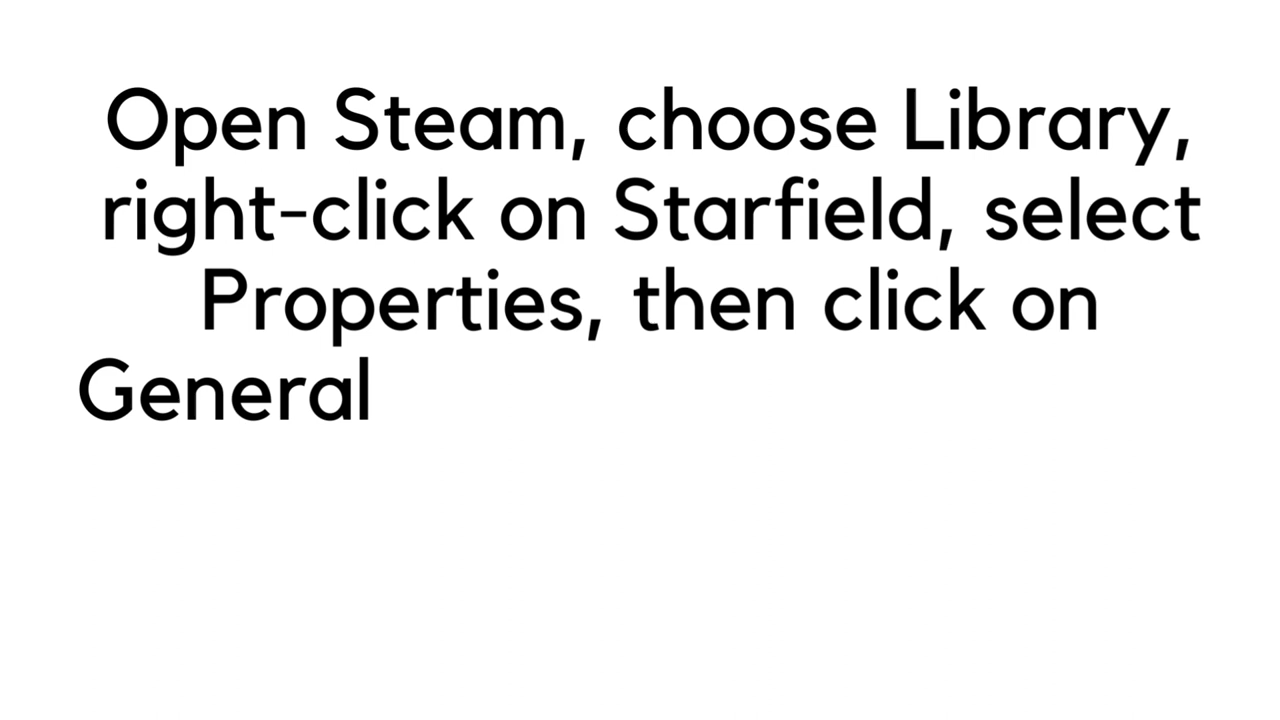 Open Steam, choose Library,
right-click on Starfield, select
Properties, then click on
General